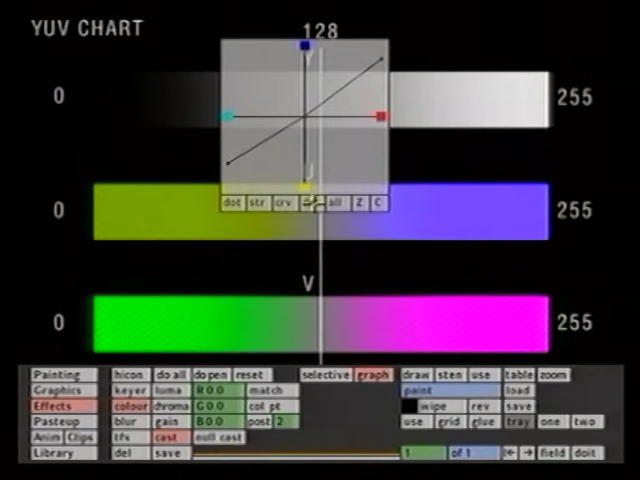 YUV CHART
128
Y
0
255
dot str crv all Z C
0
255
V
0
255
Painting hicon do all do pen reset selective graph draw sten use table zoom
Graphics keyer luma R 0.0 match paint load
Effects colour chroma G 0.0 col pt wipe rev save
Pasteup blur gain B 0.0 post 2 use grid glue tray one two
Anim Clips tfx cast null cast
Library del save 1 of 1 |← → field doit